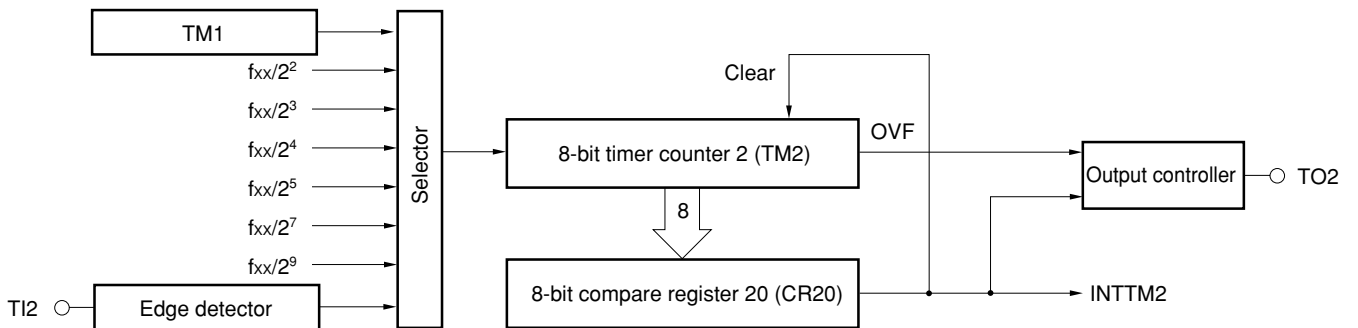 TM1
fxx/2²
fxx/2³
fxx/2⁴
fxx/2⁵
fxx/2⁷
fxx/2⁹
TI2
Edge detector
Selector
Clear
8-bit timer counter 2 (TM2)
OVF
8
8-bit compare register 20 (CR20)
Output controller
TO2
INTTM2